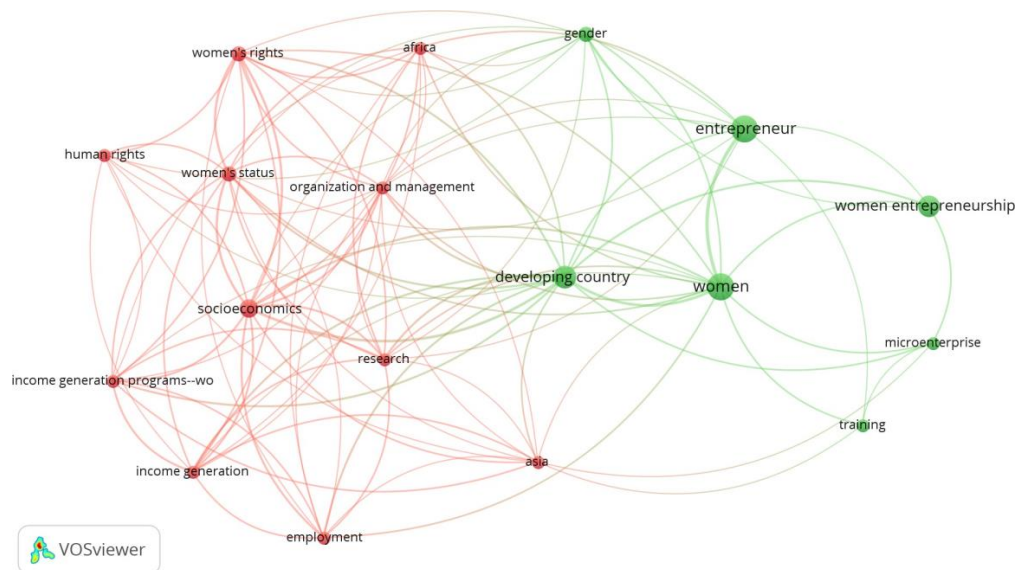 gender
women's rights
africa
entrepreneur
human rights
women's status
organization and management
women entrepreneurship
developing country
women
socioeconomics
microenterprise
research
income generation programs--wo
training
asia
income generation
employment
VOSviewer